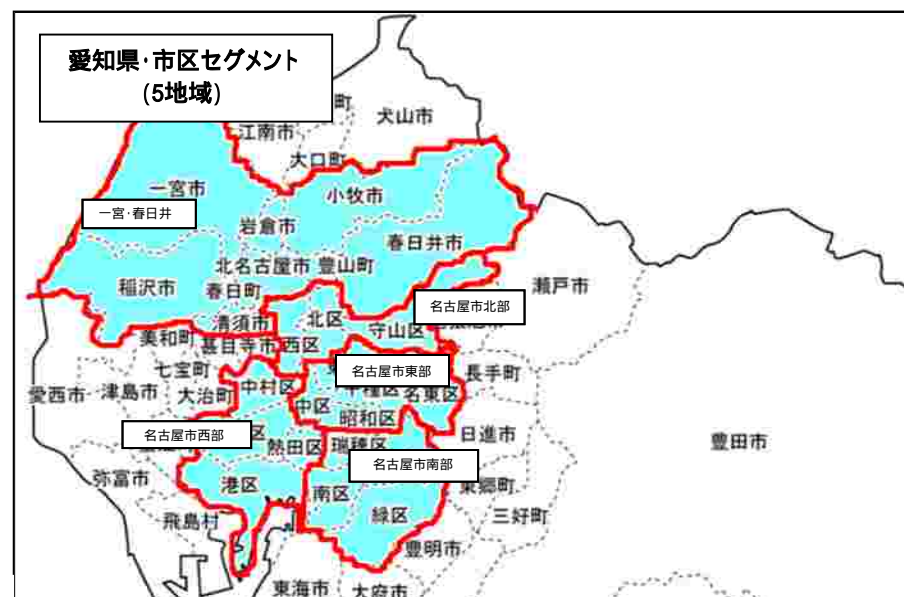 愛知県・市区セグメント
(5地域)
町
犬山市
江南市
大口町
一宮市
小牧市
一宮・春日井
岩倉市
春日井市
北名古屋市
豊山町
稲沢市
春日町
瀬戸市
名古屋市北部
清須市
北区
守山区
美和町
甚目寺市
西区
名古屋市東部
長手町
七宝町
中村区
名東区
愛西市
津島市
大治町
中区
昭和区
名古屋市西部
区
熱田区
瑞穂区
日進市
豊田市
名古屋市南部
弥富市
港区
南区
東郷町
緑区
三好町
飛島村
豊明市
東海市
大府市